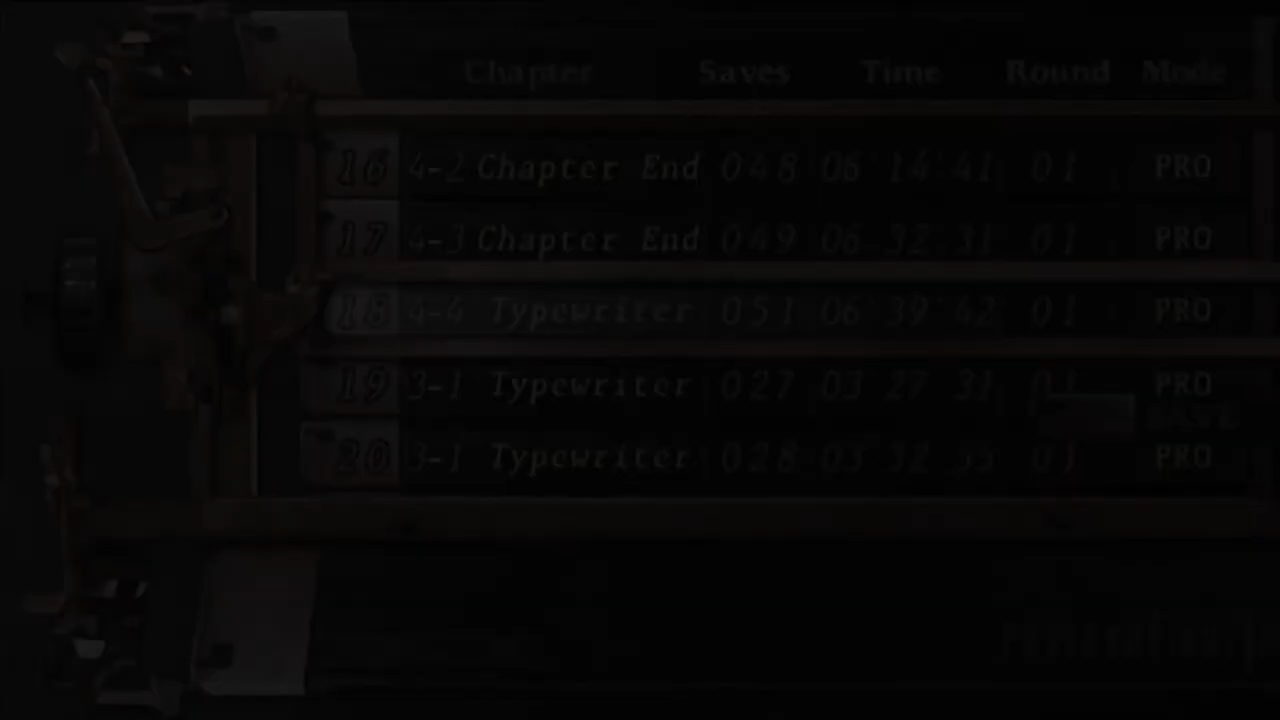 Chapter Saves Time Round Mode
16 4-2 Chapter End 048 06:14:41 01 PRO
17 4-3 Chapter End 049 06:32:31 01 PRO
18 4-4 Typewriter 051 06:39:42 01 PRO
19 3-1 Typewriter 027 03:27:31 01 PRO
SAVE
20 3-1 Typewriter 028 03:32:55 01 PRO